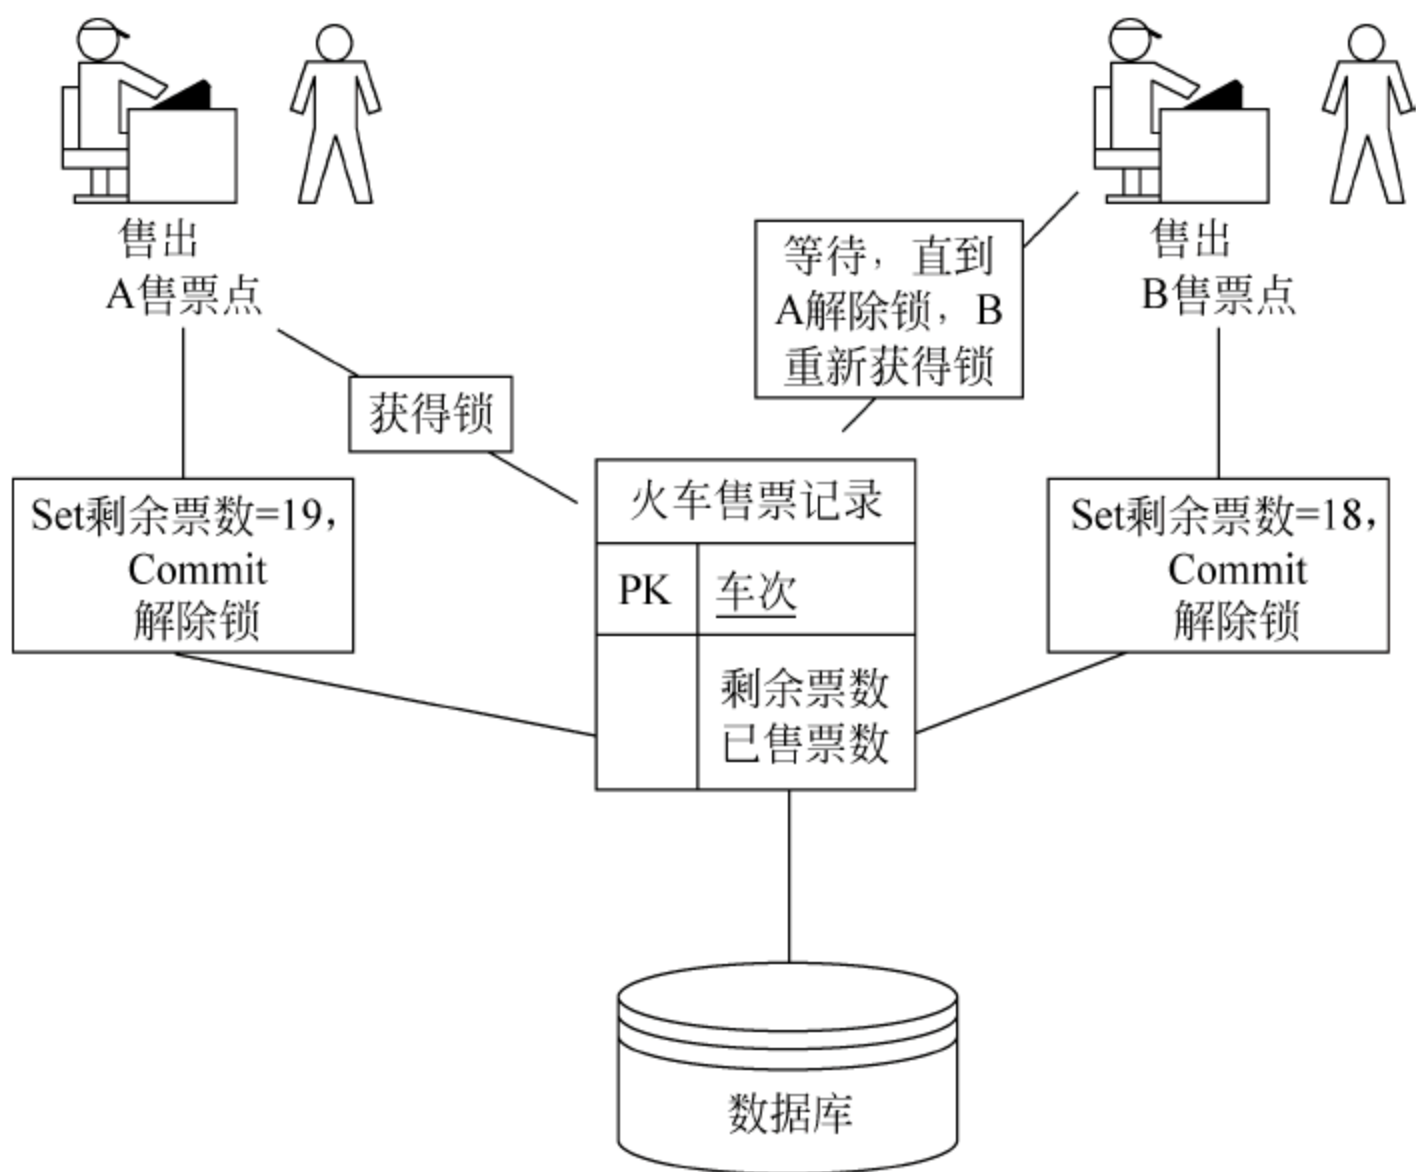 售出
A售票点
售出
B售票点
等待，直到
A解除锁，B
重新获得锁
获得锁
Set剩余票数=19，
Commit
解除锁
火车售票记录
PK
车次
剩余票数
已售票数
Set剩余票数=18，
Commit
解除锁
数据库